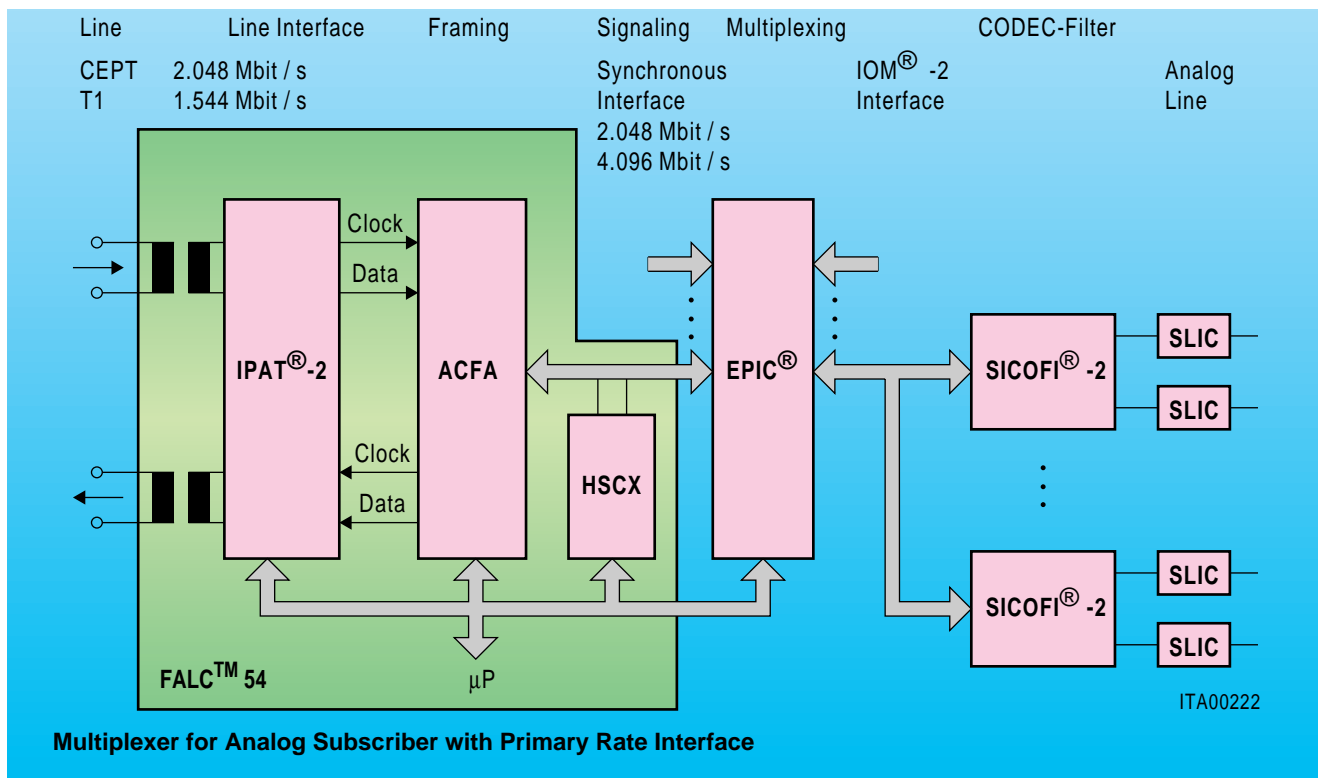 Line Line Interface Framing Signaling Multiplexing CODEC-Filter
CEPT 2.048 Mbit / s Synchronous IOM® -2 Analog
T1 1.544 Mbit / s Interface Interface Line
2.048 Mbit / s
4.096 Mbit / s
Clock
Data
IPAT®-2 ACFA EPIC® SICOFI® -2 SLIC
SLIC
Clock
Data
HSCX
SICOFI® -2 SLIC
SLIC
FALC™ 54 µP
ITA00222
Multiplexer for Analog Subscriber with Primary Rate Interface